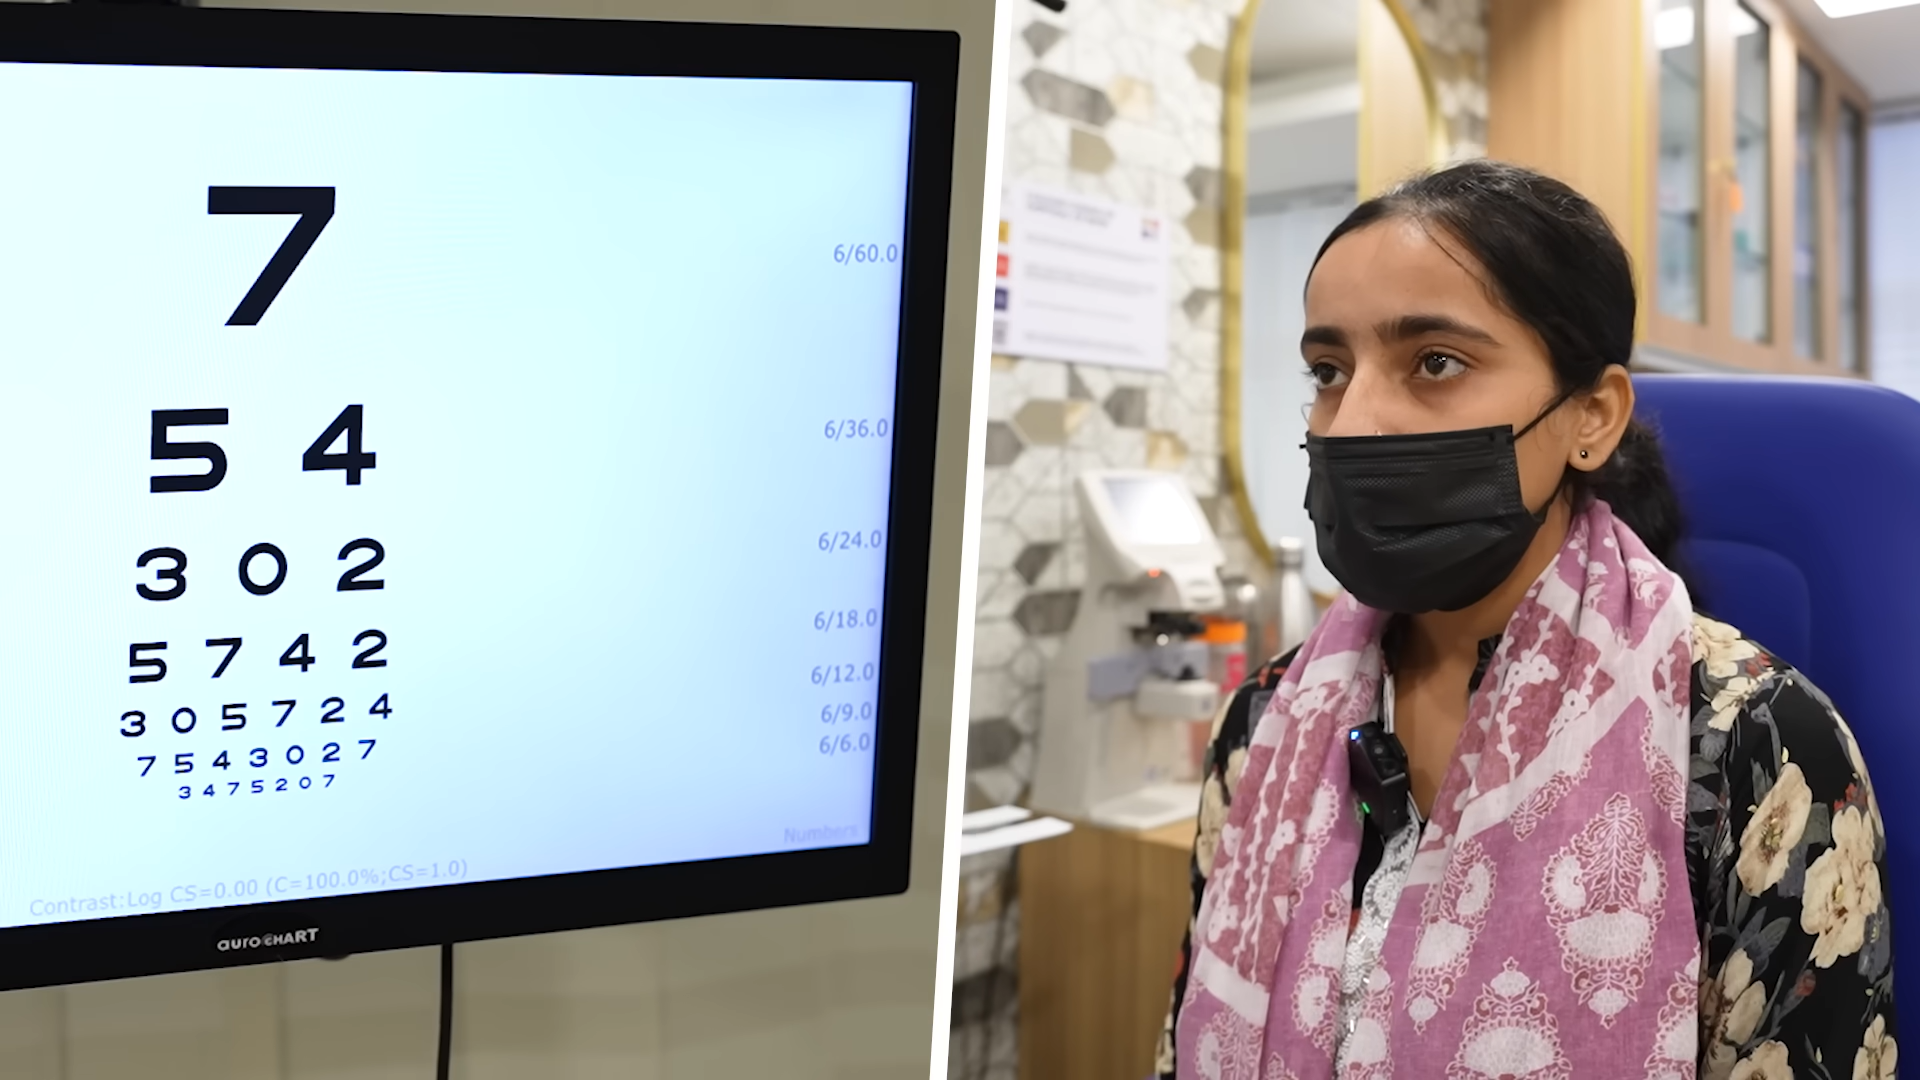 7
6/60.0
5 4
6/36.0
3 0 2
6/24.0
5 7 4 2
6/18.0
3 0 5 7 2 4
6/12.0
7 5 4 3 0 2 7
6/9.0
3 4 7 5 2 0 7
6/6.0
Numbers
Contrast:Log CS=0.00 (C=100.0%;CS=1.0)
auroCHART